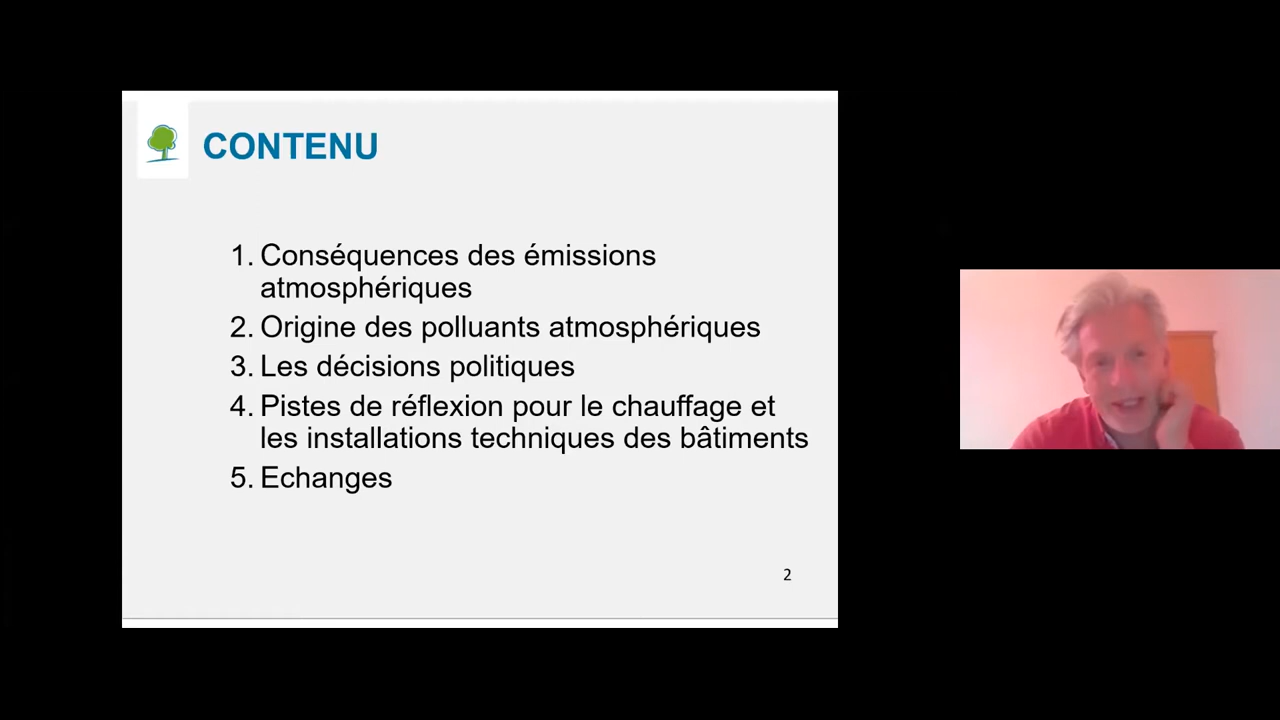 CONTENU
1. Conséquences des émissions
atmosphériques
2. Origine des polluants atmosphériques
3. Les décisions politiques
4. Pistes de réflexion pour le chauffage et
les installations techniques des bâtiments
5. Echanges
2